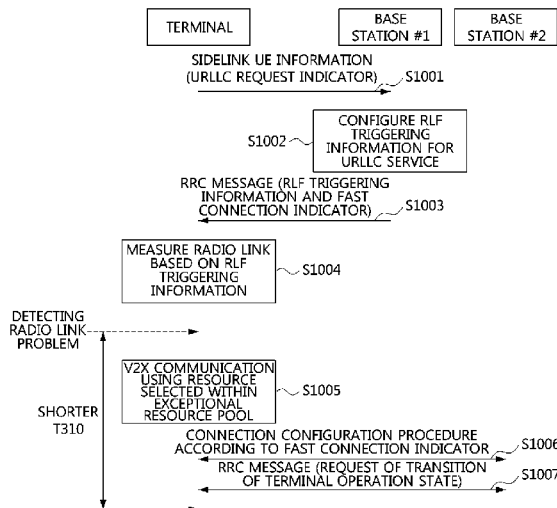 TERMINAL
BASE
STATION #1
BASE
STATION #2
SIDELINK UE INFORMATION
(URLLC REQUEST INDICATOR)
S1001
S1002
CONFIGURE RLF
TRIGGERING
INFORMATION FOR
URLLC SERVICE
RRC MESSAGE (RLF TRIGGERING
INFORMATION AND FAST
CONNECTION INDICATOR)
S1003
MEASURE RADIO LINK
BASED ON RLF
TRIGGERING
INFORMATION
S1004
DETECTING
RADIO LINK
PROBLEM
V2X COMMUNICATION
USING RESOURCE
SELECTED WITHIN
EXCEPTIONAL
RESOURCE POOL
S1005
SHORTER
T310
CONNECTION CONFIGURATION PROCEDURE
ACCORDING TO FAST CONNECTION INDICATOR
S1006
RRC MESSAGE (REQUEST OF TRANSITION
OF TERMINAL OPERATION STATE)
S1007